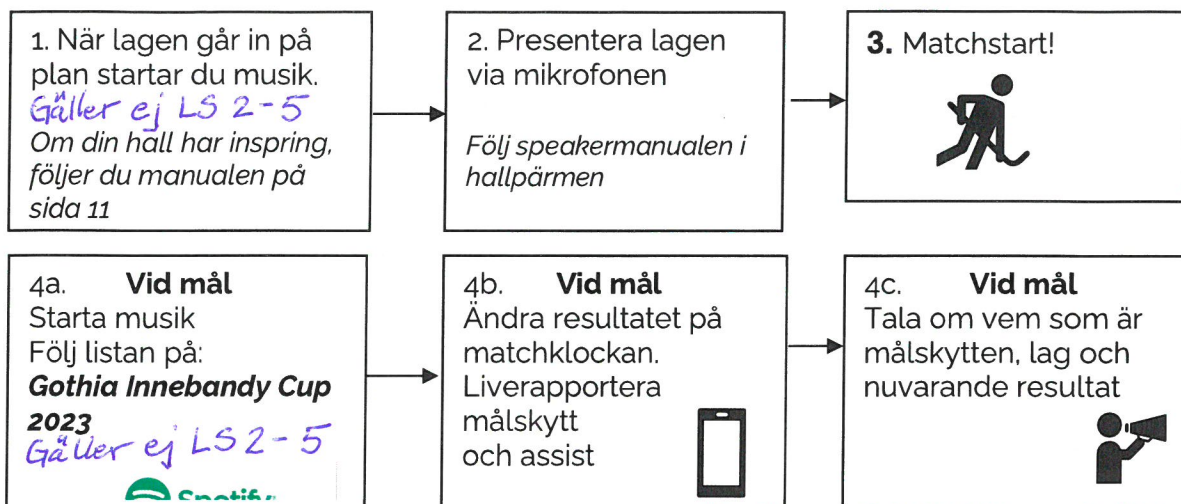 1. När lagen går in på
plan startar du musik.
Gäller ej LS 2-5
Om din hall har inspring,
följer du manualen på
sida 11
2. Presentera lagen
via mikrofonen
Följ speakermanualen i
hallpärmen
3. Matchstart!
4a. Vid mål
Starta musik
Följ listan på:
Gothia Innebandy Cup
2023
Gäller ej LS 2-5
Spotify
4b. Vid mål
Ändra resultatet på
matchklockan.
Liverapportera
målskytt
och assist
4c. Vid mål
Tala om vem som är
målskytten, lag och
nuvarande resultat